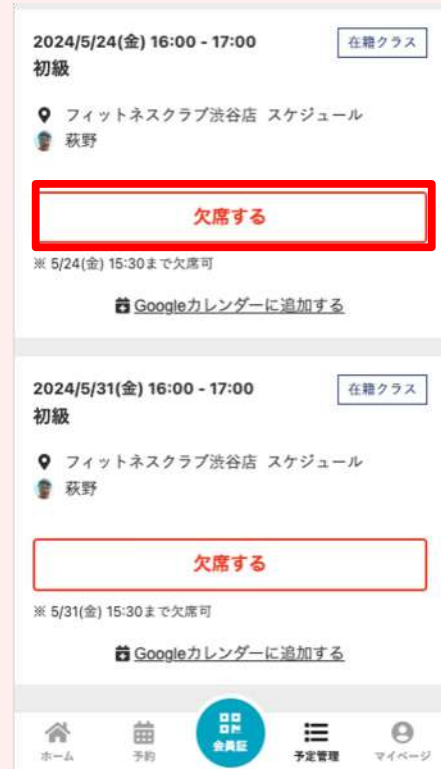 2024/5/24(金) 16:00 - 17:00
在籍クラス
初級
フィットネスクラブ渋谷店 スケジュール
萩野
欠席する
※ 5/24(金) 15:30まで欠席可
Googleカレンダーに追加する
2024/5/31(金) 16:00 - 17:00
在籍クラス
初級
フィットネスクラブ渋谷店 スケジュール
萩野
欠席する
※ 5/31(金) 15:30まで欠席可
Googleカレンダーに追加する
ホーム 予約 会員証 予定管理 マイページ